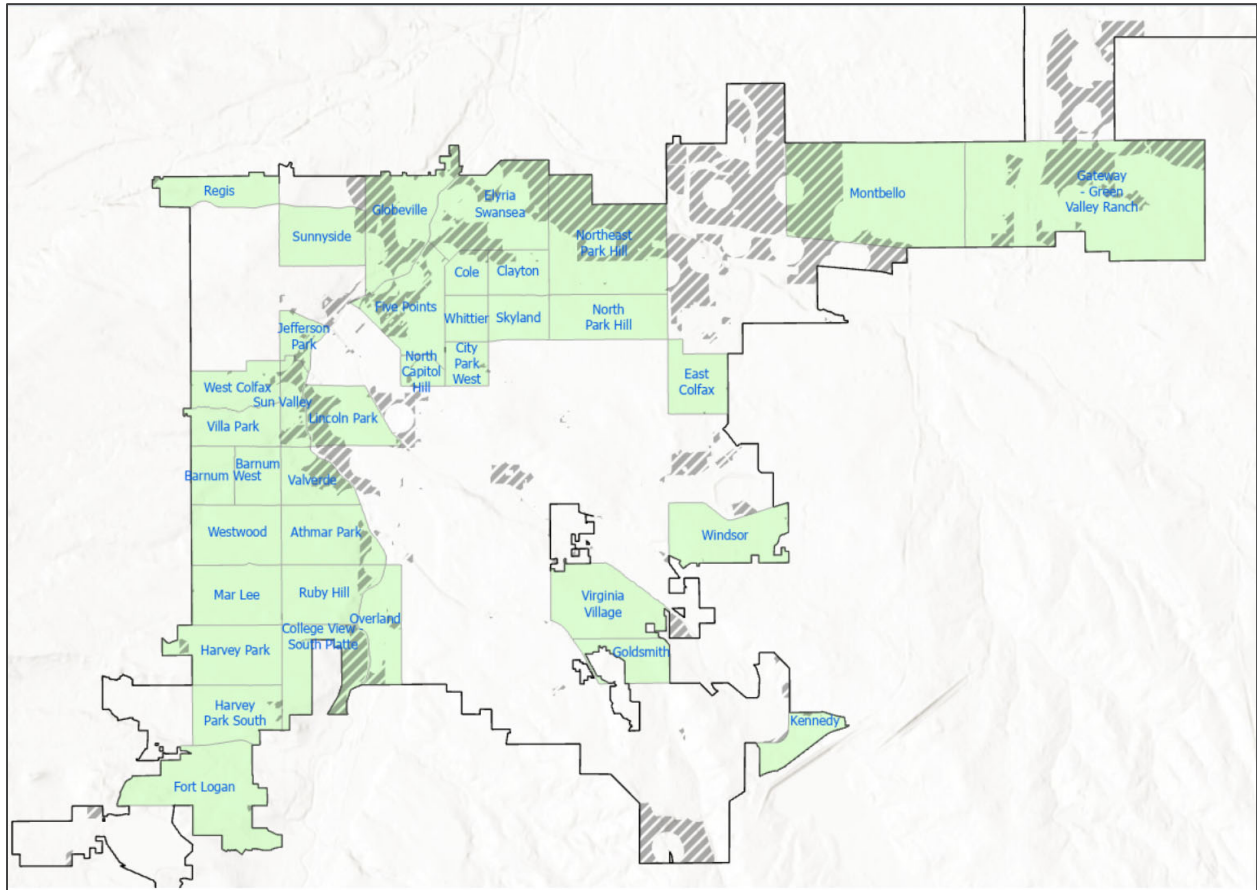 Regis
Sunnyside
Globeville
Elyria
Swansea
Northeast
Park Hill
Montbello
Gateway
- Green
Valley Ranch
Cole
Clayton
Five Points
Whittier
Skyland
North
Park Hill
Jefferson
Park
North
Capitol
Hill
City
Park
West
East
Colfax
West Colfax
Sun Valley
Lincoln Park
Villa Park
Barnum
Barnum
West
Valverde
Westwood
Athmar Park
Windsor
Mar Lee
Ruby Hill
Overland
Virginia
Village
College View -
South Platte
Harvey Park
Goldsmith
Harvey
Park South
Kennedy
Fort Logan